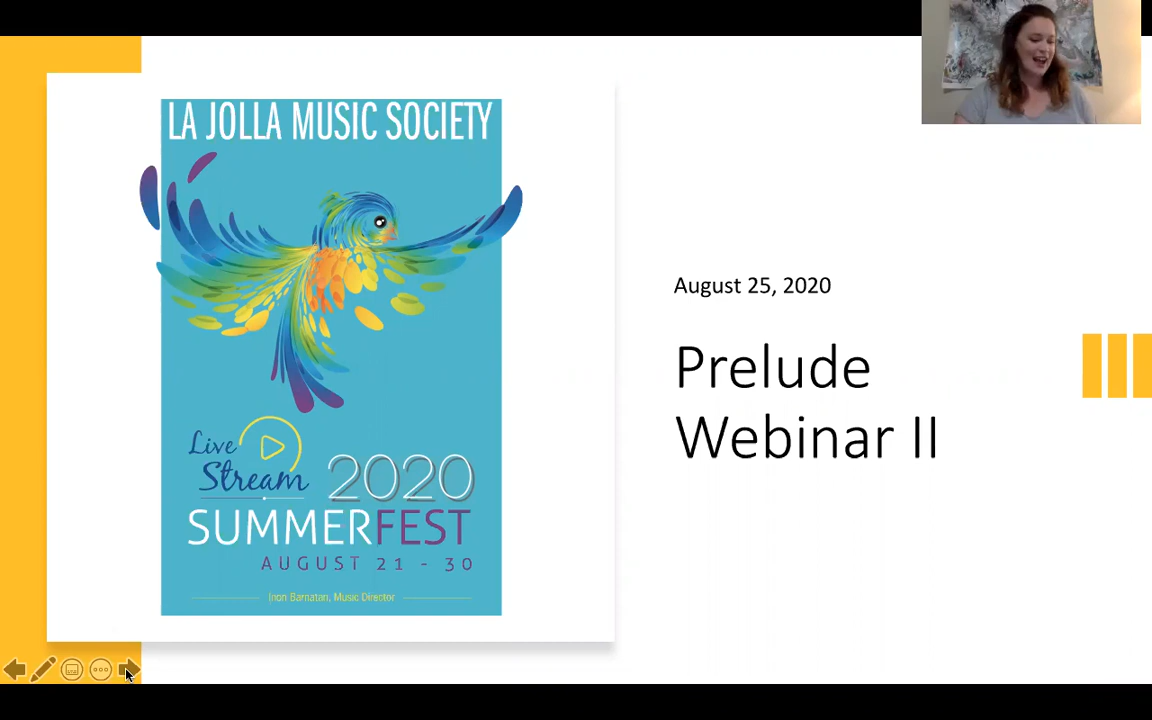 LA JOLLA MUSIC SOCIETY
Live
Stream
2020
SUMMERFEST
AUGUST 21 - 30
Inon Barnatan, Music Director
August 25, 2020
Prelude
Webinar II